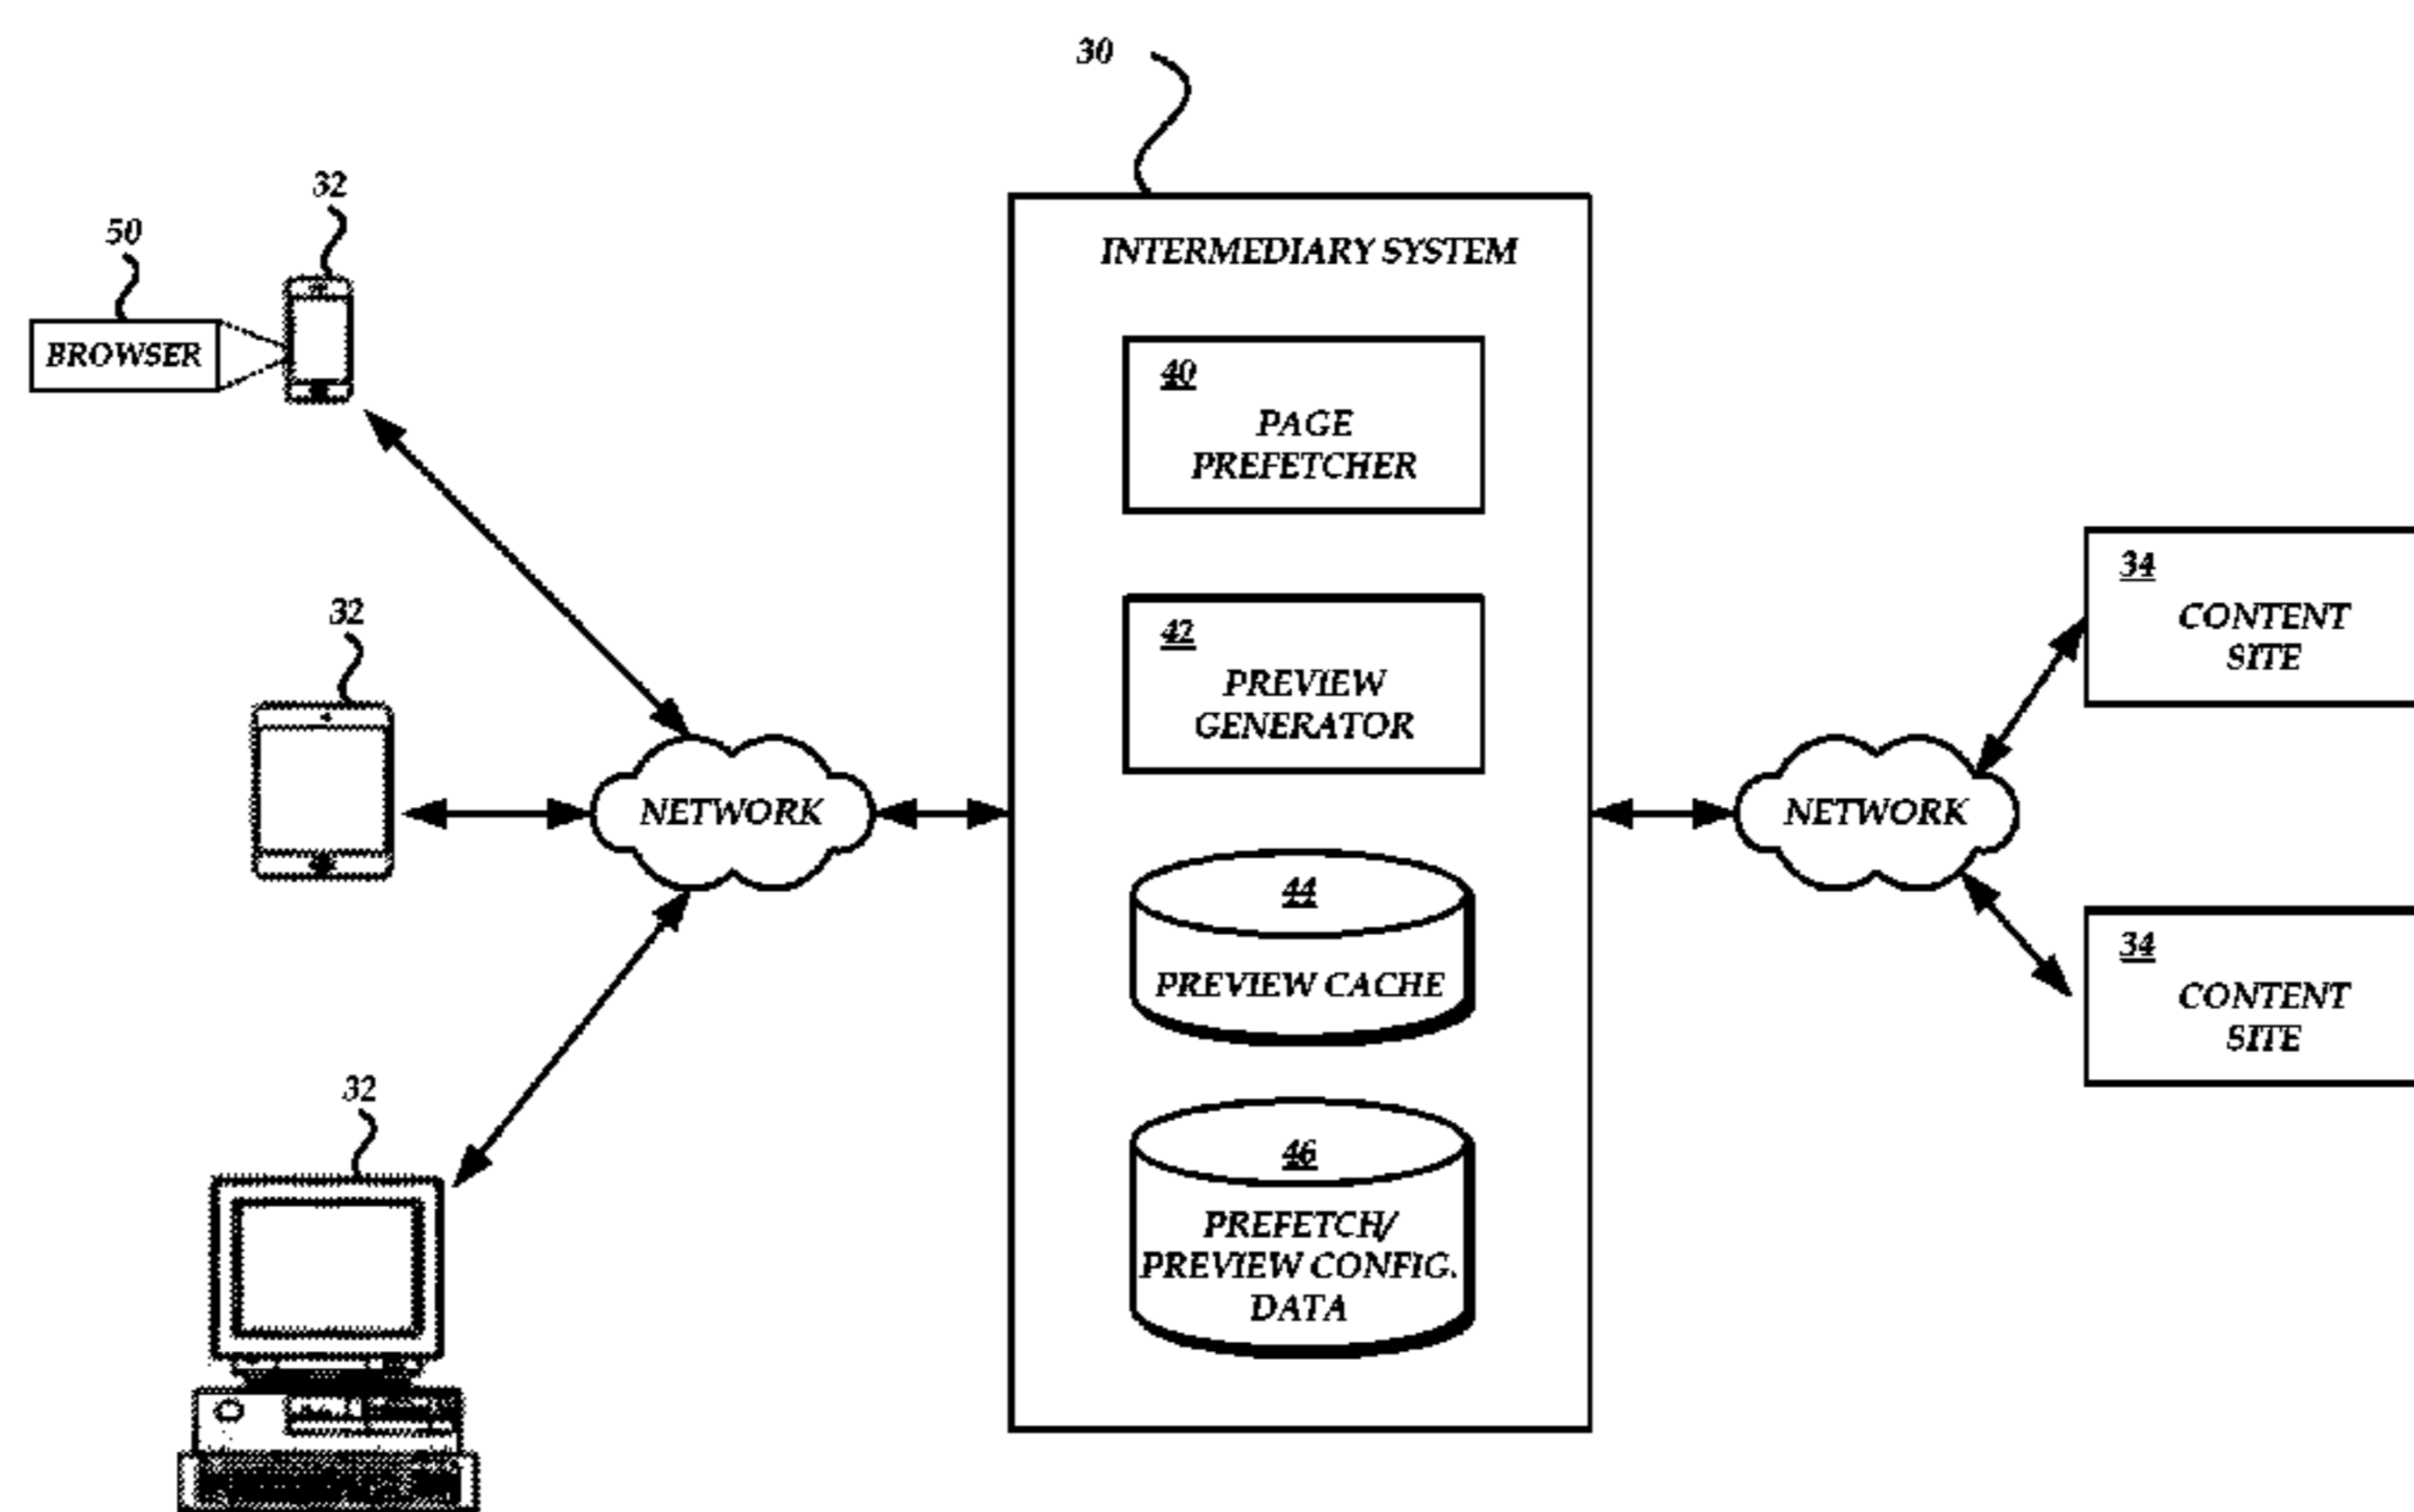 30
32
50
BROWSER
INTERMEDIARY SYSTEM
40
PAGE
PREFETCHER
32
42
PREVIEW
GENERATOR
NETWORK
44
PREVIEW CACHE
32
46
PREFETCH/
PREVIEW CONFIG.
DATA
NETWORK
34
CONTENT
SITE
34
CONTENT
SITE